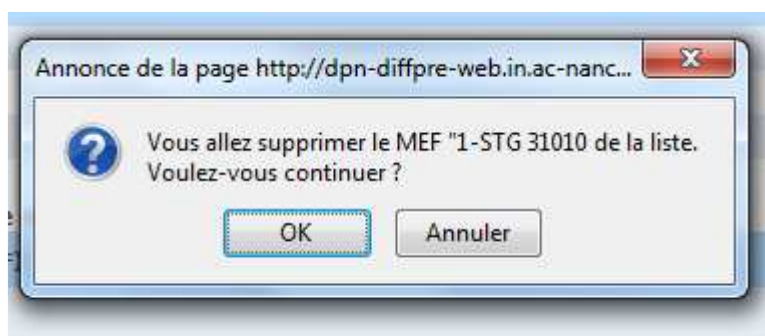 Annonce de la page http://dpn-diffpre-web.in.ac-nanc...
Vous allez supprimer le MEF "1-STG 31010 de la liste.
Voulez-vous continuer ?
OK Annuler